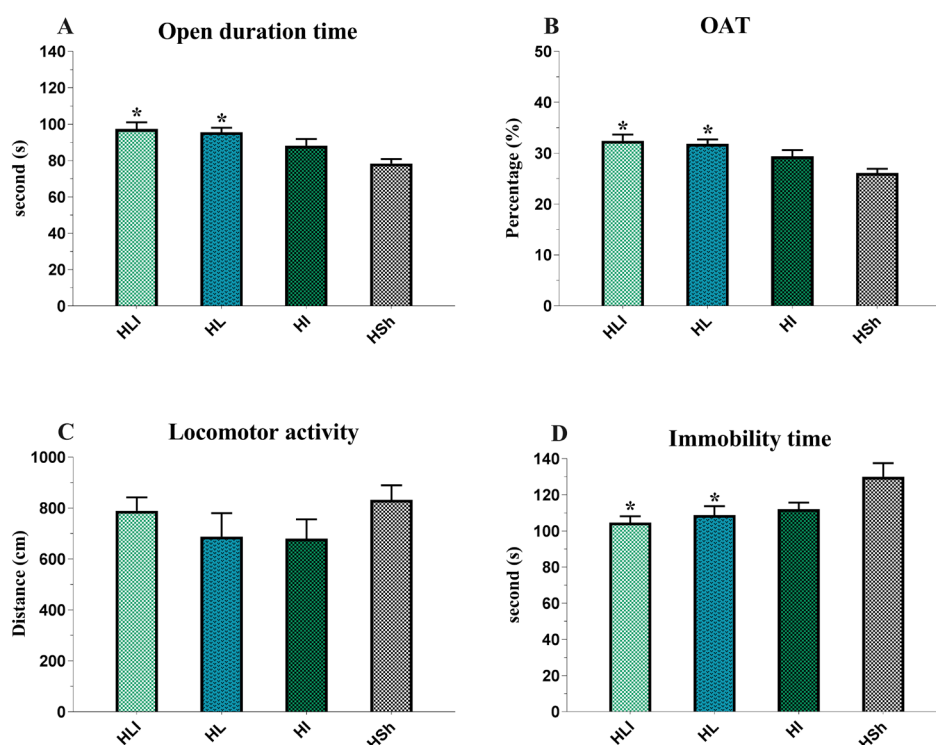 A
Open duration time
second (s)
140
120
100
80
60
40
20
0
*
*
HLI
HL
HI
HSh
B
OAT
Percentage (%)
50
40
30
20
10
0
*
*
HLI
HL
HI
HSh
C
Locomotor activity
Distance (cm)
1000
800
600
400
200
0
HLI
HL
HI
HSh
D
Immobility time
second (s)
140
120
100
80
60
40
20
0
*
*
HLI
HL
HI
HSh